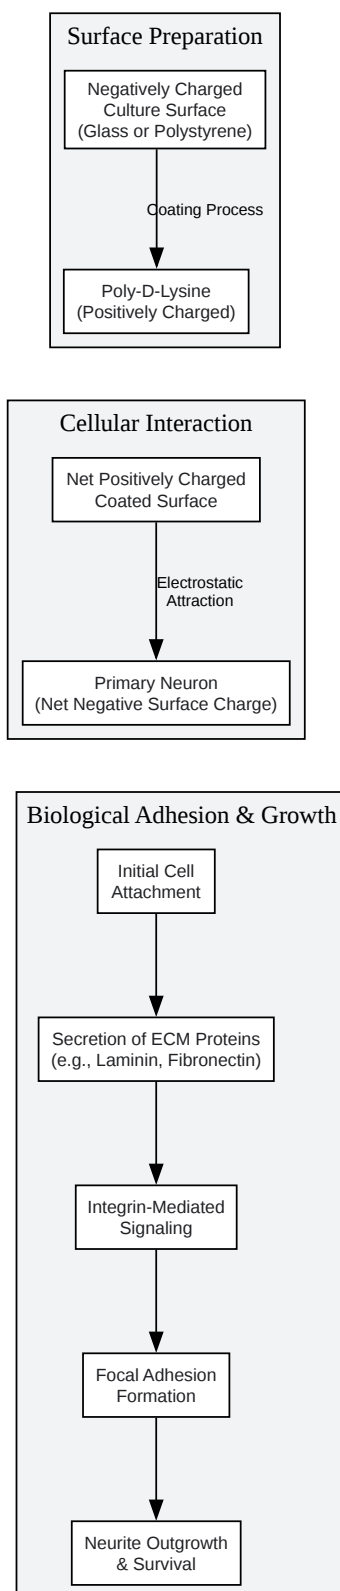 Surface Preparation
Negatively Charged
Culture Surface
(Glass or Polystyrene)
Coating Process
Poly-D-Lysine
(Positively Charged)
Cellular Interaction
Net Positively Charged
Coated Surface
Electrostatic
Attraction
Primary Neuron
(Net Negative Surface Charge)
Biological Adhesion & Growth
Initial Cell
Attachment
Secretion of ECM Proteins
(e.g., Laminin, Fibronectin)
Integrin-Mediated
Signaling
Focal Adhesion
Formation
Neurite Outgrowth
& Survival